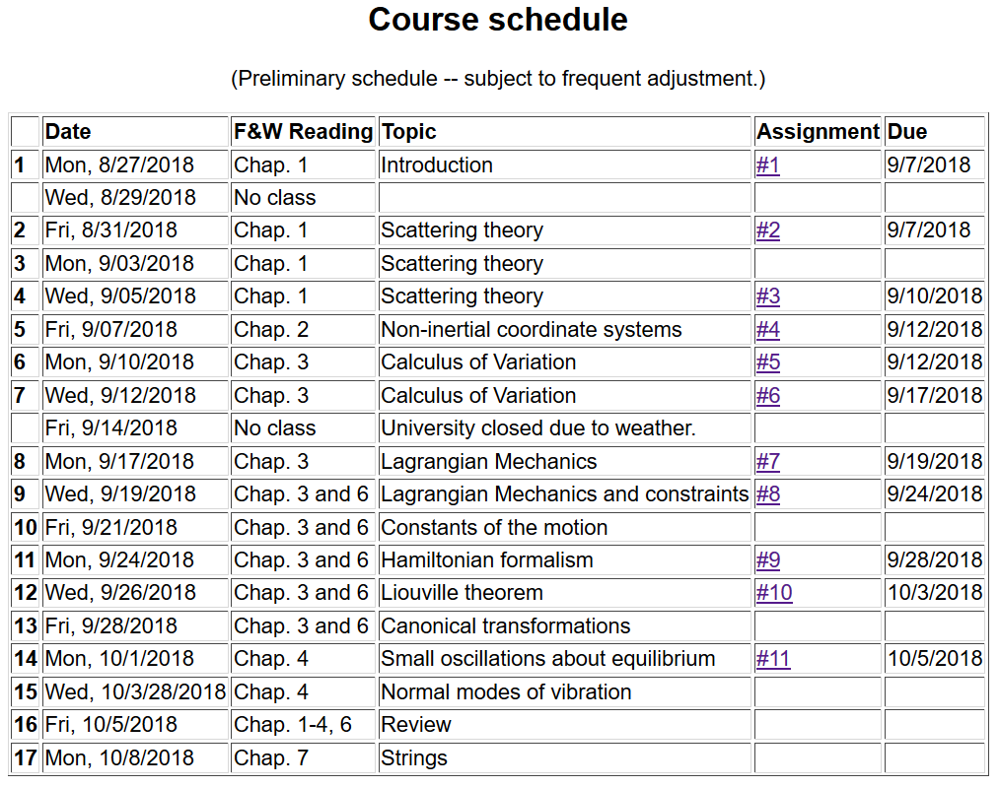 Course schedule
(Preliminary schedule -- subject to frequent adjustment.)
Date F&W Reading Topic Assignment Due
1 Mon, 8/27/2018 Chap. 1 Introduction #1 9/7/2018
Wed, 8/29/2018 No class
2 Fri, 8/31/2018 Chap. 1 Scattering theory #2 9/7/2018
3 Mon, 9/03/2018 Chap. 1 Scattering theory
4 Wed, 9/05/2018 Chap. 1 Scattering theory #3 9/10/2018
5 Fri, 9/07/2018 Chap. 2 Non-inertial coordinate systems #4 9/12/2018
6 Mon, 9/10/2018 Chap. 3 Calculus of Variation #5 9/12/2018
7 Wed, 9/12/2018 Chap. 3 Calculus of Variation #6 9/17/2018
Fri, 9/14/2018 No class University closed due to weather.
8 Mon, 9/17/2018 Chap. 3 Lagrangian Mechanics #7 9/19/2018
9 Wed, 9/19/2018 Chap. 3 and 6 Lagrangian Mechanics and constraints #8 9/24/2018
10 Fri, 9/21/2018 Chap. 3 and 6 Constants of the motion
11 Mon, 9/24/2018 Chap. 3 and 6 Hamiltonian formalism #9 9/28/2018
12 Wed, 9/26/2018 Chap. 3 and 6 Liouville theorem #10 10/3/2018
13 Fri, 9/28/2018 Chap. 3 and 6 Canonical transformations
14 Mon, 10/1/2018 Chap. 4 Small oscillations about equilibrium #11 10/5/2018
15 Wed, 10/3/28/2018 Chap. 4 Normal modes of vibration
16 Fri, 10/5/2018 Chap. 1-4, 6 Review
17 Mon, 10/8/2018 Chap. 7 Strings